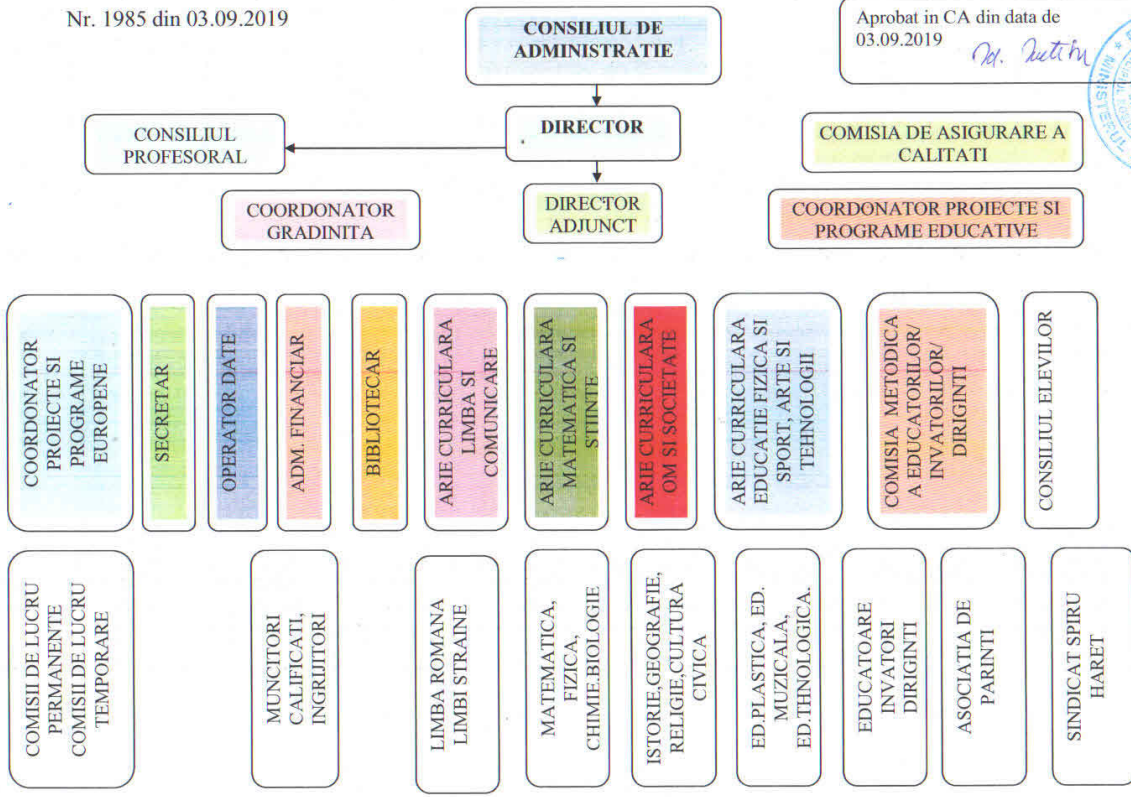 Nr. 1985 din 03.09.2019
CONSILIUL DE
ADMINISTRATIE
Aprobat in CA din data de
03.09.2019
DIRECTOR
CONSILIUL
PROFESORAL
COMISIA DE ASIGURARE A
CALITATI
COORDONATOR
GRADINITA
DIRECTOR
ADJUNCT
COORDONATOR PROIECTE SI
PROGRAME EDUCATIVE
COORDONATOR
PROIECTE SI
PROGRAME
EUROPENE
SECRETAR
OPERATOR DATE
ADM. FINANCIAR
BIBLIOTECAR
ARIE CURRICULARA
LIMBA SI
COMUNICARE
ARIE CURRICULARA
MATEMATICA SI
STIINTE
ARIE CURRICULARA
OM SI SOCIETATE
ARIE CURRICULARA
EDUCATIE FIZICA SI
SPORT, ARTE SI
TEHNOLOGII
COMISIA METODICA
A EDUCATORILOR/
INVATORILOR/
DIRIGINTI
CONSILIUL ELEVILOR
COMISII DE LUCRU
PERMANENTE
COMISII DE LUCRU
TEMPORARE
MUNCITORI
CALIFICATI,
INGRIJITORI
LIMBA ROMANA
LIMBI STRAINE
MATEMATICA,
FIZICA,
CHIMIE.BIOLOGIE
ISTORIE,GEOGRAFIE,
RELIGIE,CULTURA
CIVICA
ED.PLASTICA, ED.
MUZICALA,
ED.THNOLOGICA.
EDUCATOARE
INVATORI
DIRIGINTI
ASOCIATIA DE
PARINTI
SINDICAT SPIRU
HARET